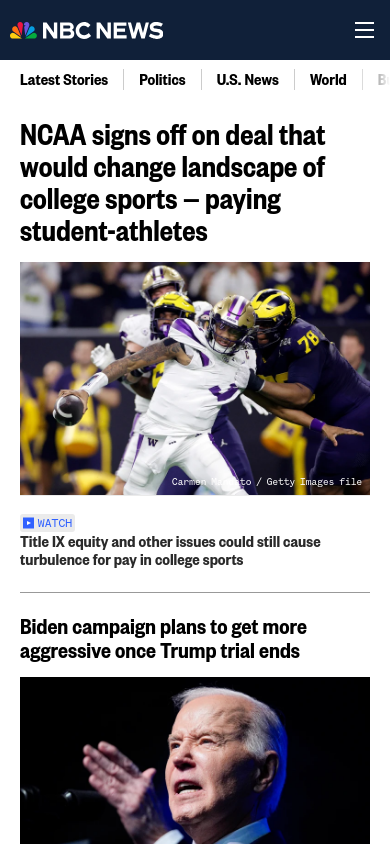 NBC NEWS
Latest Stories
Politics
U.S. News
World
NCAA signs off on deal that
would change landscape of
college sports — paying
student-athletes
78
W
Carmen / Getty Images file
WATCH
Title IX equity and other issues could still cause
turbulence for pay in college sports
Biden campaign plans to get more
aggressive once Trump trial ends